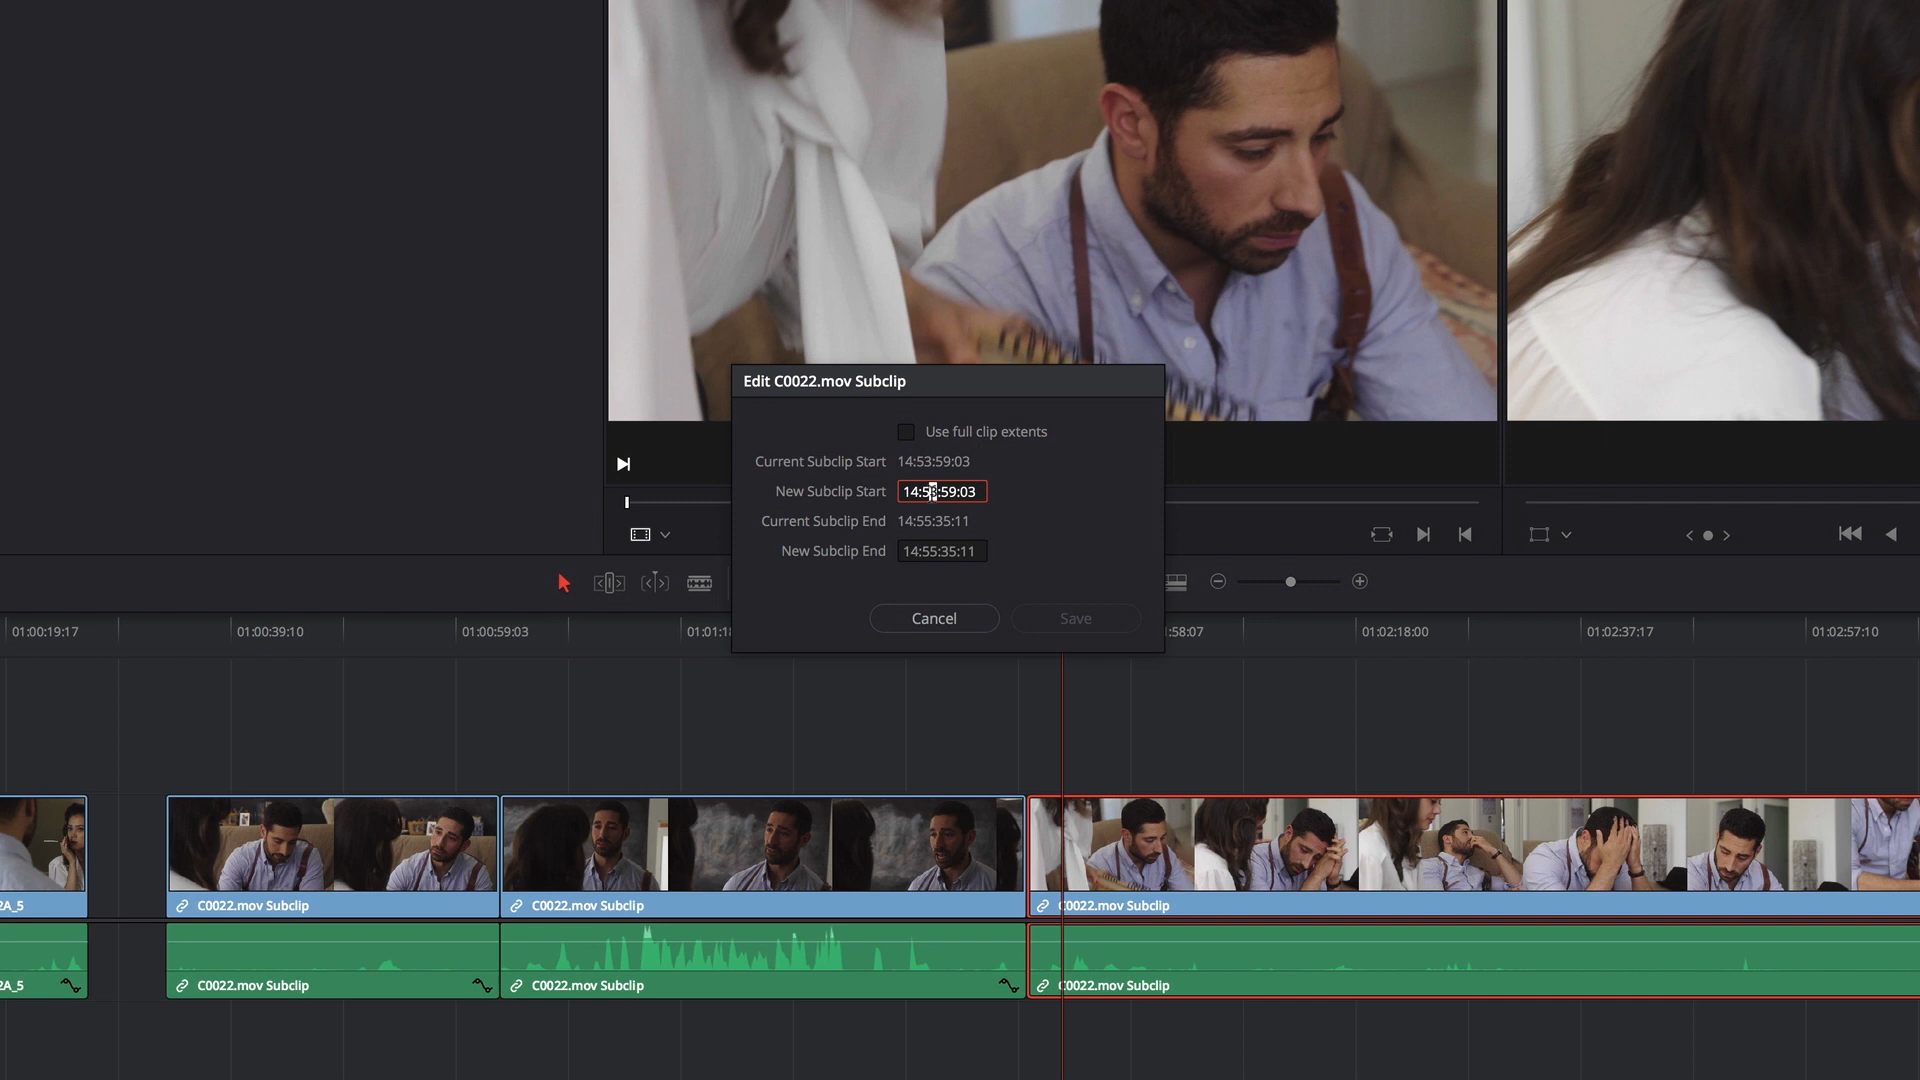 Edit C0022.mov Subclip
Use full clip extents
Current Subclip Start 14:53:59:03
New Subclip Start 14:53:59:03
Current Subclip End 14:55:35:11
New Subclip End 14:55:35:11
Cancel Save
01:00:19:17 01:00:39:10 01:00:59:03 01:01:18 :58:07 01:02:18:00 01:02:37:17 01:02:57:10
2A_5 C0022.mov Subclip C0022.mov Subclip C0022.mov Subclip
2A_5 C0022.mov Subclip C0022.mov Subclip C0022.mov Subclip